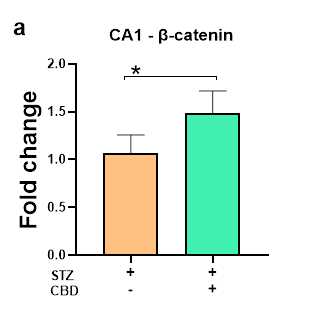 a
CA1 - β-catenin
*
Fold change
2.0
1.5
1.0
0.5
0.0
STZ + +
CBD - +